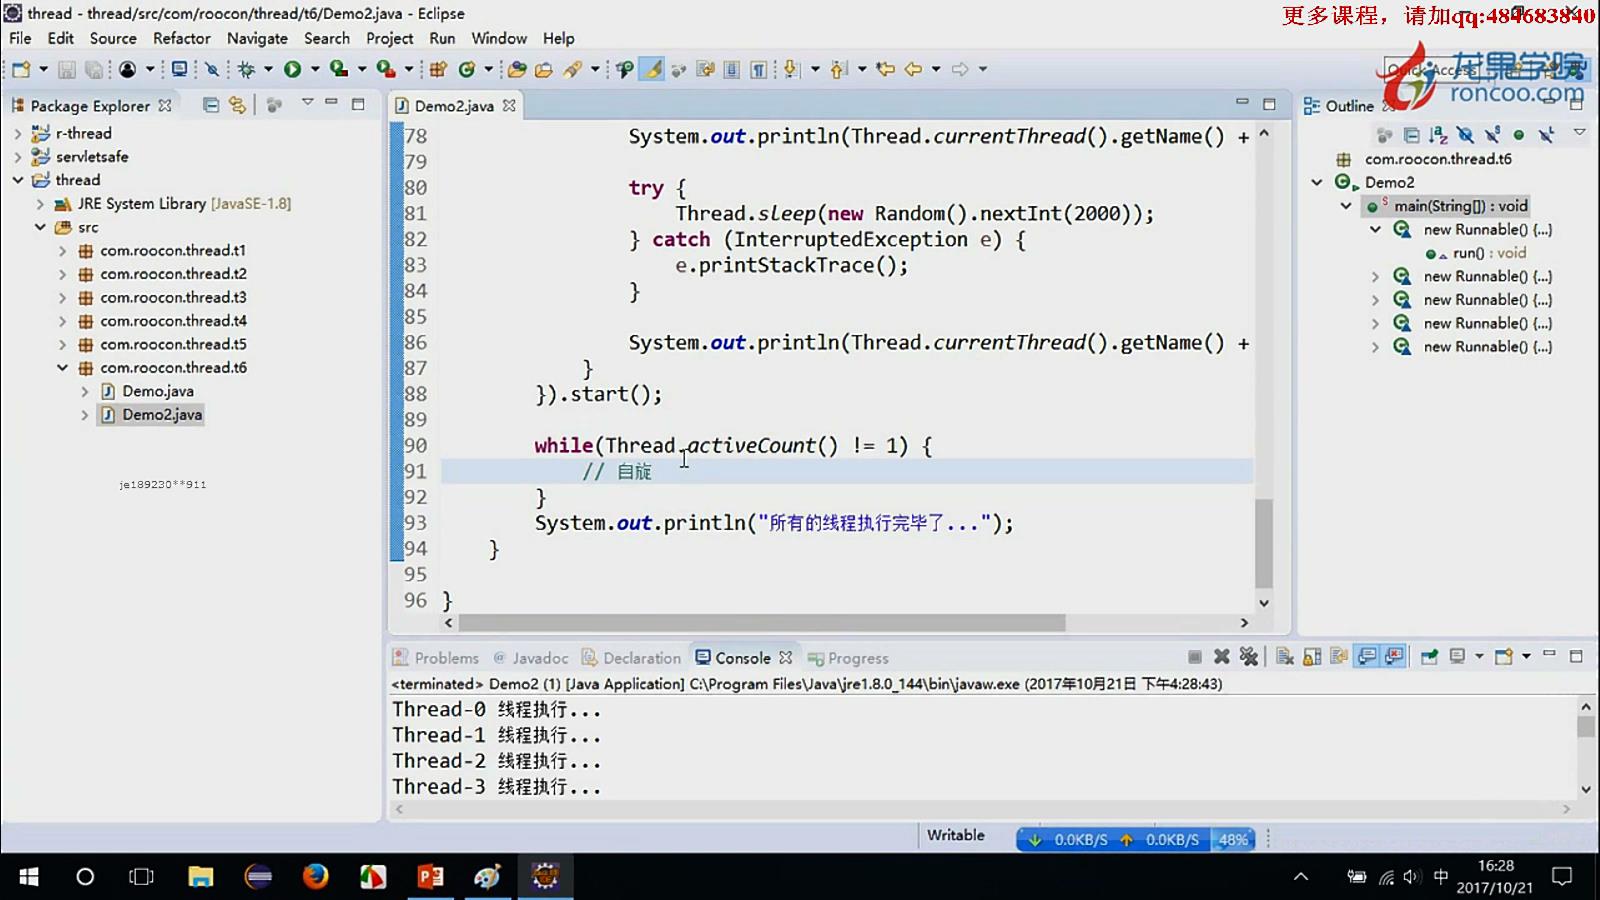 thread - thread/src/com/roocon/thread/t6/Demo2.java - Eclipse
更多课程，请加qq:484683840
File Edit Source Refactor Navigate Search Project Run Window Help
Quick Access
龙果学院
roncoo.com
Package Explorer
Demo2.java
Outline
r-thread
servletsafe
thread
JRE System Library [JavaSE-1.8]
src
com.roocon.thread.t1
com.roocon.thread.t2
com.roocon.thread.t3
com.roocon.thread.t4
com.roocon.thread.t5
com.roocon.thread.t6
Demo.java
Demo2.java
je189230**911
78 System.out.println(Thread.currentThread().getName() +
79
80 try {
81 Thread.sleep(new Random().nextInt(2000));
82 } catch (InterruptedException e) {
83 e.printStackTrace();
84 }
85
86 System.out.println(Thread.currentThread().getName() +
87 }
88 }).start();
89
90 while(Thread.activeCount() != 1) {
91 // 自旋
92 }
93 System.out.println("所有的线程执行完毕了...");
94 }
95
96 }
com.roocon.thread.t6
Demo2
main(String[]) : void
new Runnable() {...}
run() : void
new Runnable() {...}
new Runnable() {...}
new Runnable() {...}
new Runnable() {...}
Problems @ Javadoc Declaration Console Progress
<terminated> Demo2 (1) [Java Application] C:\Program Files\Java\jre1.8.0_144\bin\javaw.exe (2017年10月21日 下午4:28:43)
Thread-0 线程执行...
Thread-1 线程执行...
Thread-2 线程执行...
Thread-3 线程执行...
Writable
0.0KB/S 0.0KB/S 48%
中
16:28
2017/10/21